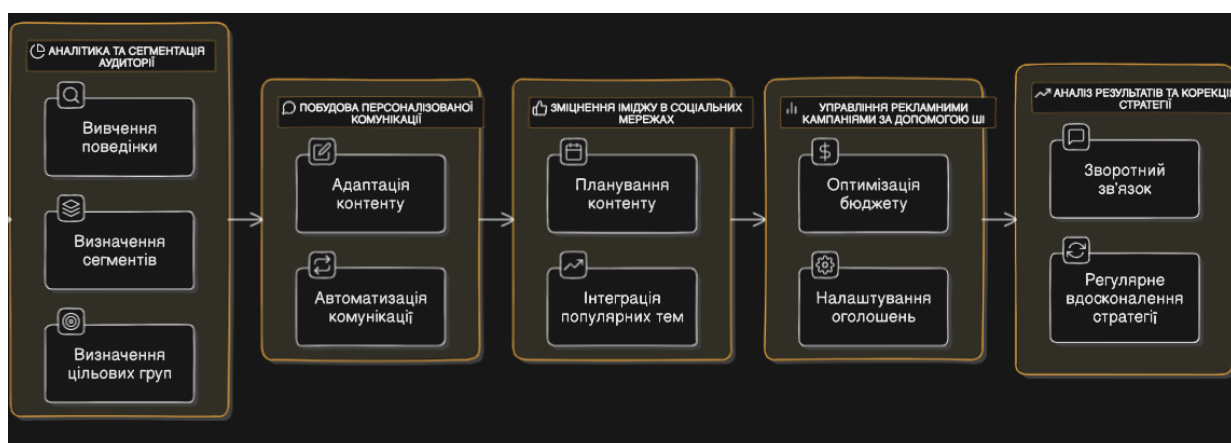 АНАЛІТИКА ТА СЕГМЕНТАЦІЯ
АУДИТОРІЇ
Вивчення
поведінки
Визначення
сегментів
Визначення
цільових груп
ПОБУДОВА ПЕРСОНАЛІЗОВАНОЇ
КОМУНІКАЦІЇ
Адаптація
контенту
Автоматизація
комунікації
ЗМІЦНЕННЯ ІМІДЖУ В СОЦІАЛЬНИХ
МЕРЕЖАХ
Планування
контенту
Інтеграція
популярних тем
УПРАВЛІННЯ РЕКЛАМНИМИ
КАМПАНІЯМИ ЗА ДОПОМОГОЮ ШІ
$
Оптимізація
бюджету
Налаштування
оголошень
АНАЛІЗ РЕЗУЛЬТАТІВ ТА КОРЕКЦІ
СТРАТЕГІЇ
Зворотний
зв'язок
Регулярне
вдосконалення
стратегії